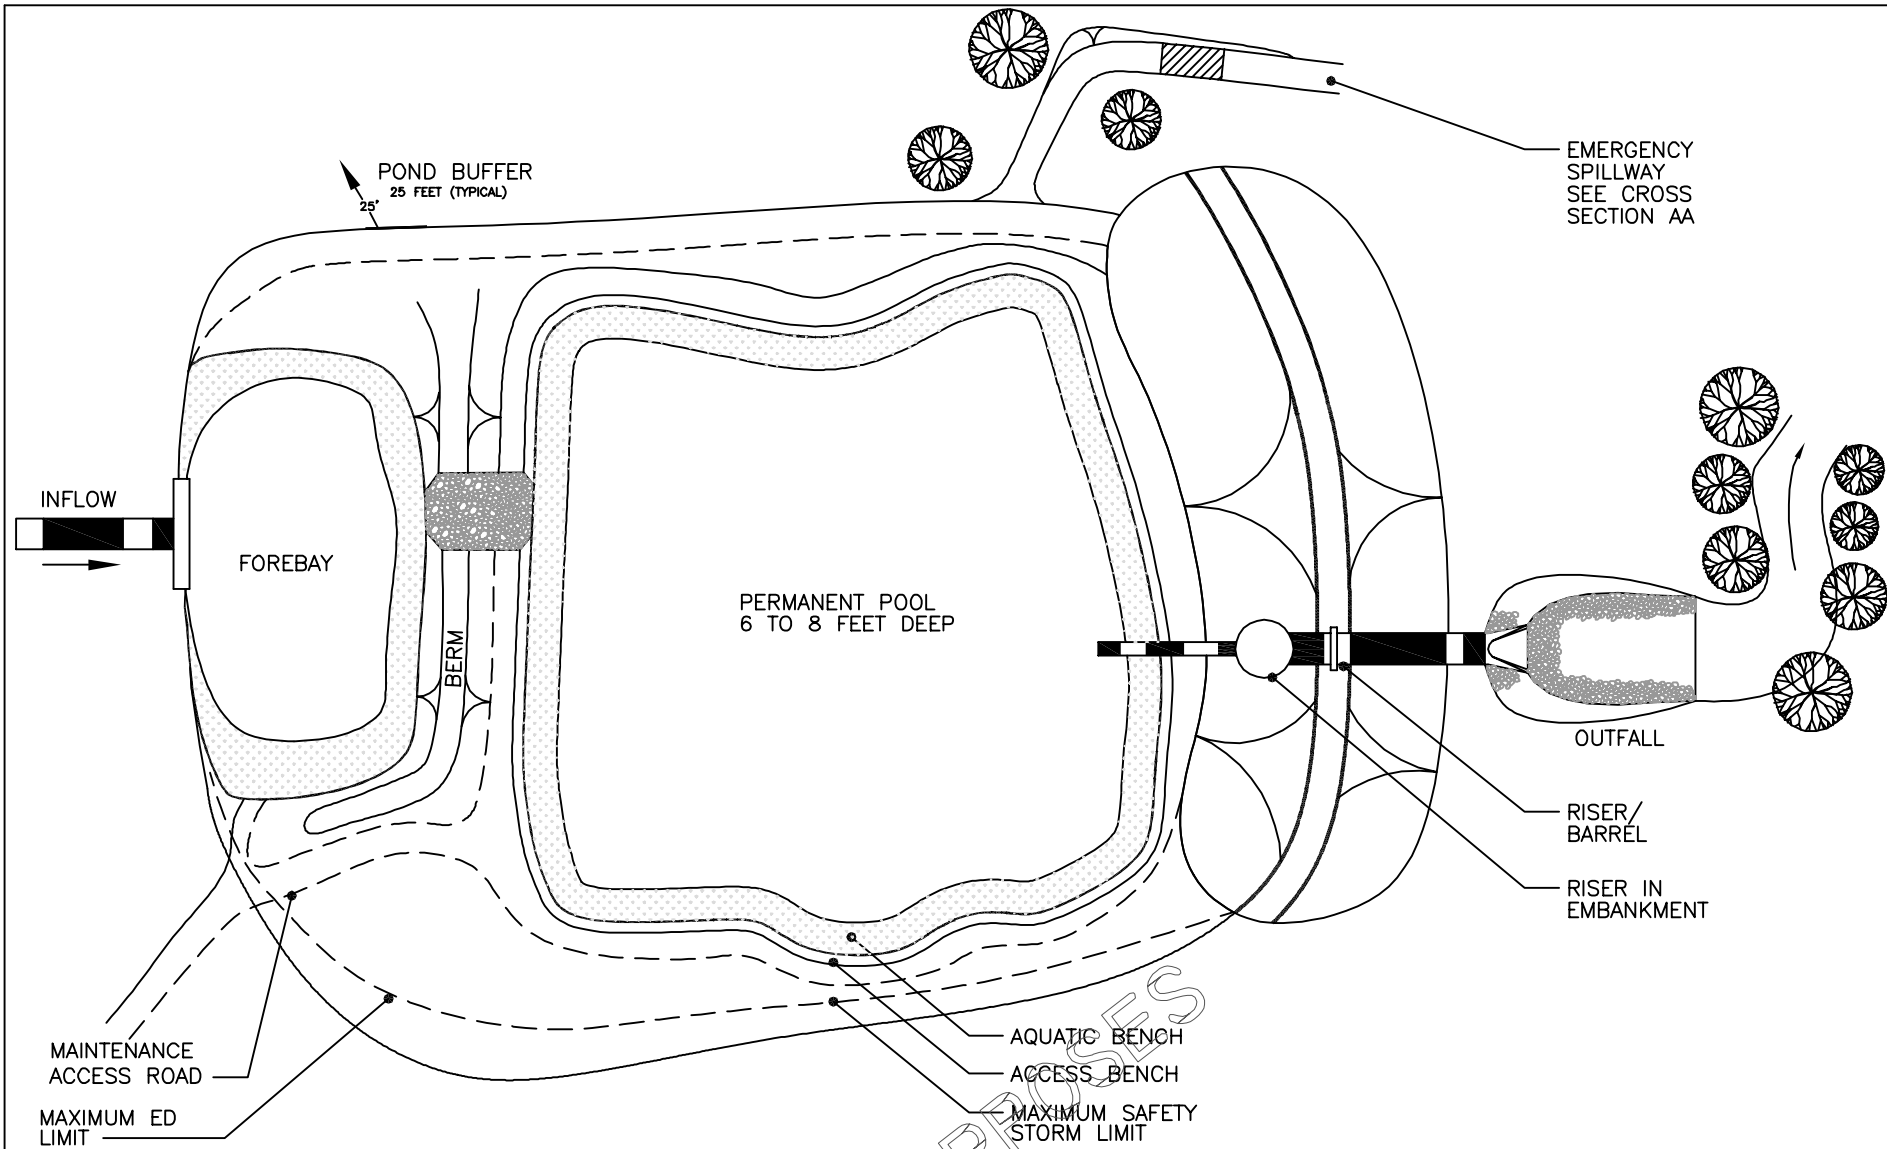 POND BUFFER
25 FEET (TYPICAL)
25'
EMERGENCY
SPILLWAY
SEE CROSS
SECTION AA
INFLOW
FOREBAY
BERM
PERMANENT POOL
6 TO 8 FEET DEEP
OUTFALL
RISER/
BARREL
RISER IN
EMBANKMENT
AQUATIC BENCH
ACCESS BENCH
MAXIMUM SAFETY
STORM LIMIT
MAINTENANCE
ACCESS ROAD
MAXIMUM ED
LIMIT